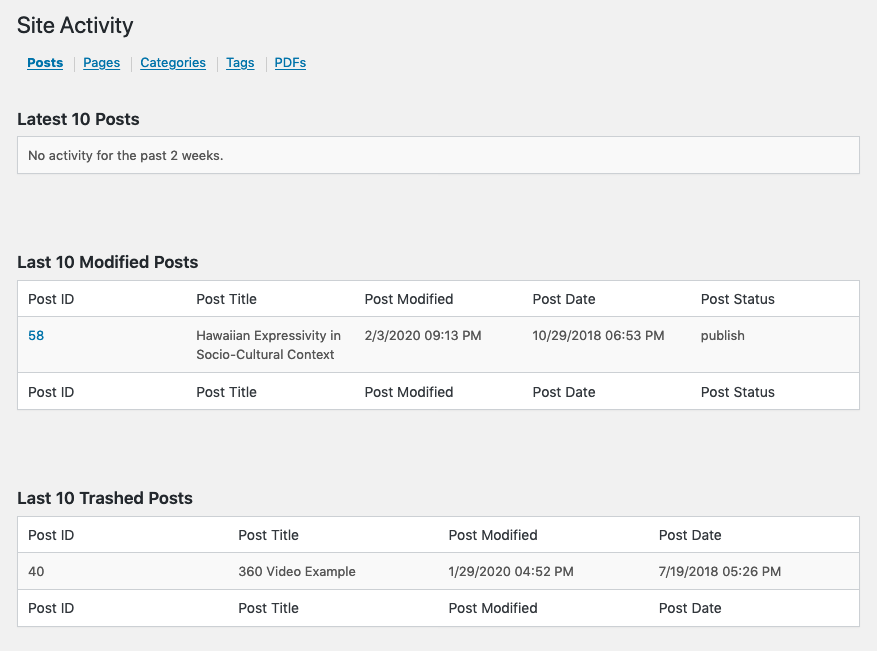 Site Activity
Posts Pages Categories Tags PDFs
Latest 10 Posts
No activity for the past 2 weeks.
Last 10 Modified Posts
Post ID Post Title Post Modified Post Date Post Status
58 Hawaiian Expressivity in 2/3/2020 09:13 PM 10/29/2018 06:53 PM publish
Socio-Cultural Context
Post ID Post Title Post Modified Post Date Post Status
Last 10 Trashed Posts
Post ID Post Title Post Modified Post Date
40 360 Video Example 1/29/2020 04:52 PM 7/19/2018 05:26 PM
Post ID Post Title Post Modified Post Date